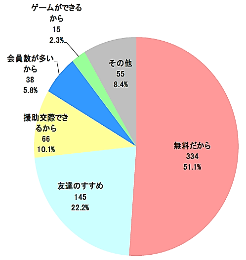 ゲームができる
から
15
2.3%
会員数が多い
から
38
5.8%
援助交際でき
るから
66
10.1%
友達のすすめ
145
22.2%
その他
55
8.4%
無料だから
334
51.1%